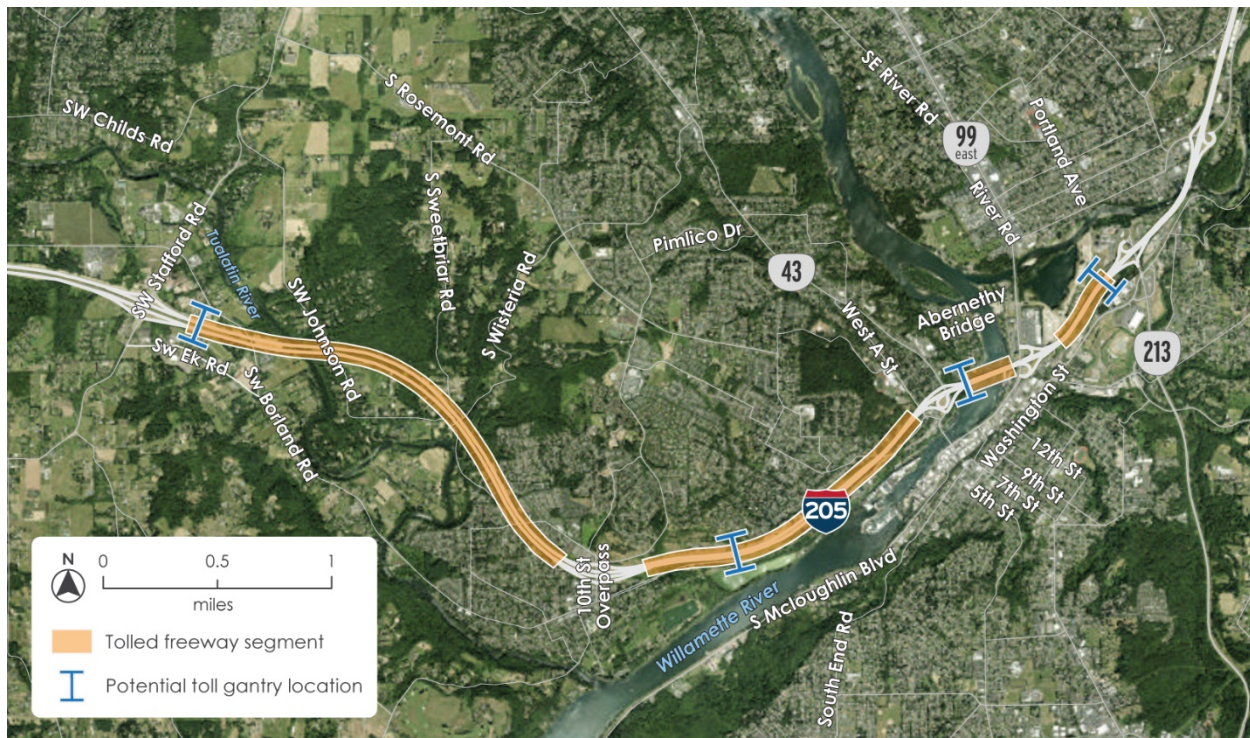 SW Childs Rd
S Rosemont Rd
SE River Rd
99
east
Portland Ave
River Rd
SW Stafford Rd
Tualatin River
S Sweetbriar Rd
Pimlico Dr
43
S Wisteria Rd
SW Johnson Rd
West A St
Abernethy
Bridge
213
Sw Ek Rd
SW Borland Rd
Washington St
12th St
9th St
7th St
5th St
205
10th St
Overpass
S Mcloughlin Blvd
Willamette River
South End Rd
N
0 0.5 1
miles
Tolled freeway segment
Potential toll gantry location